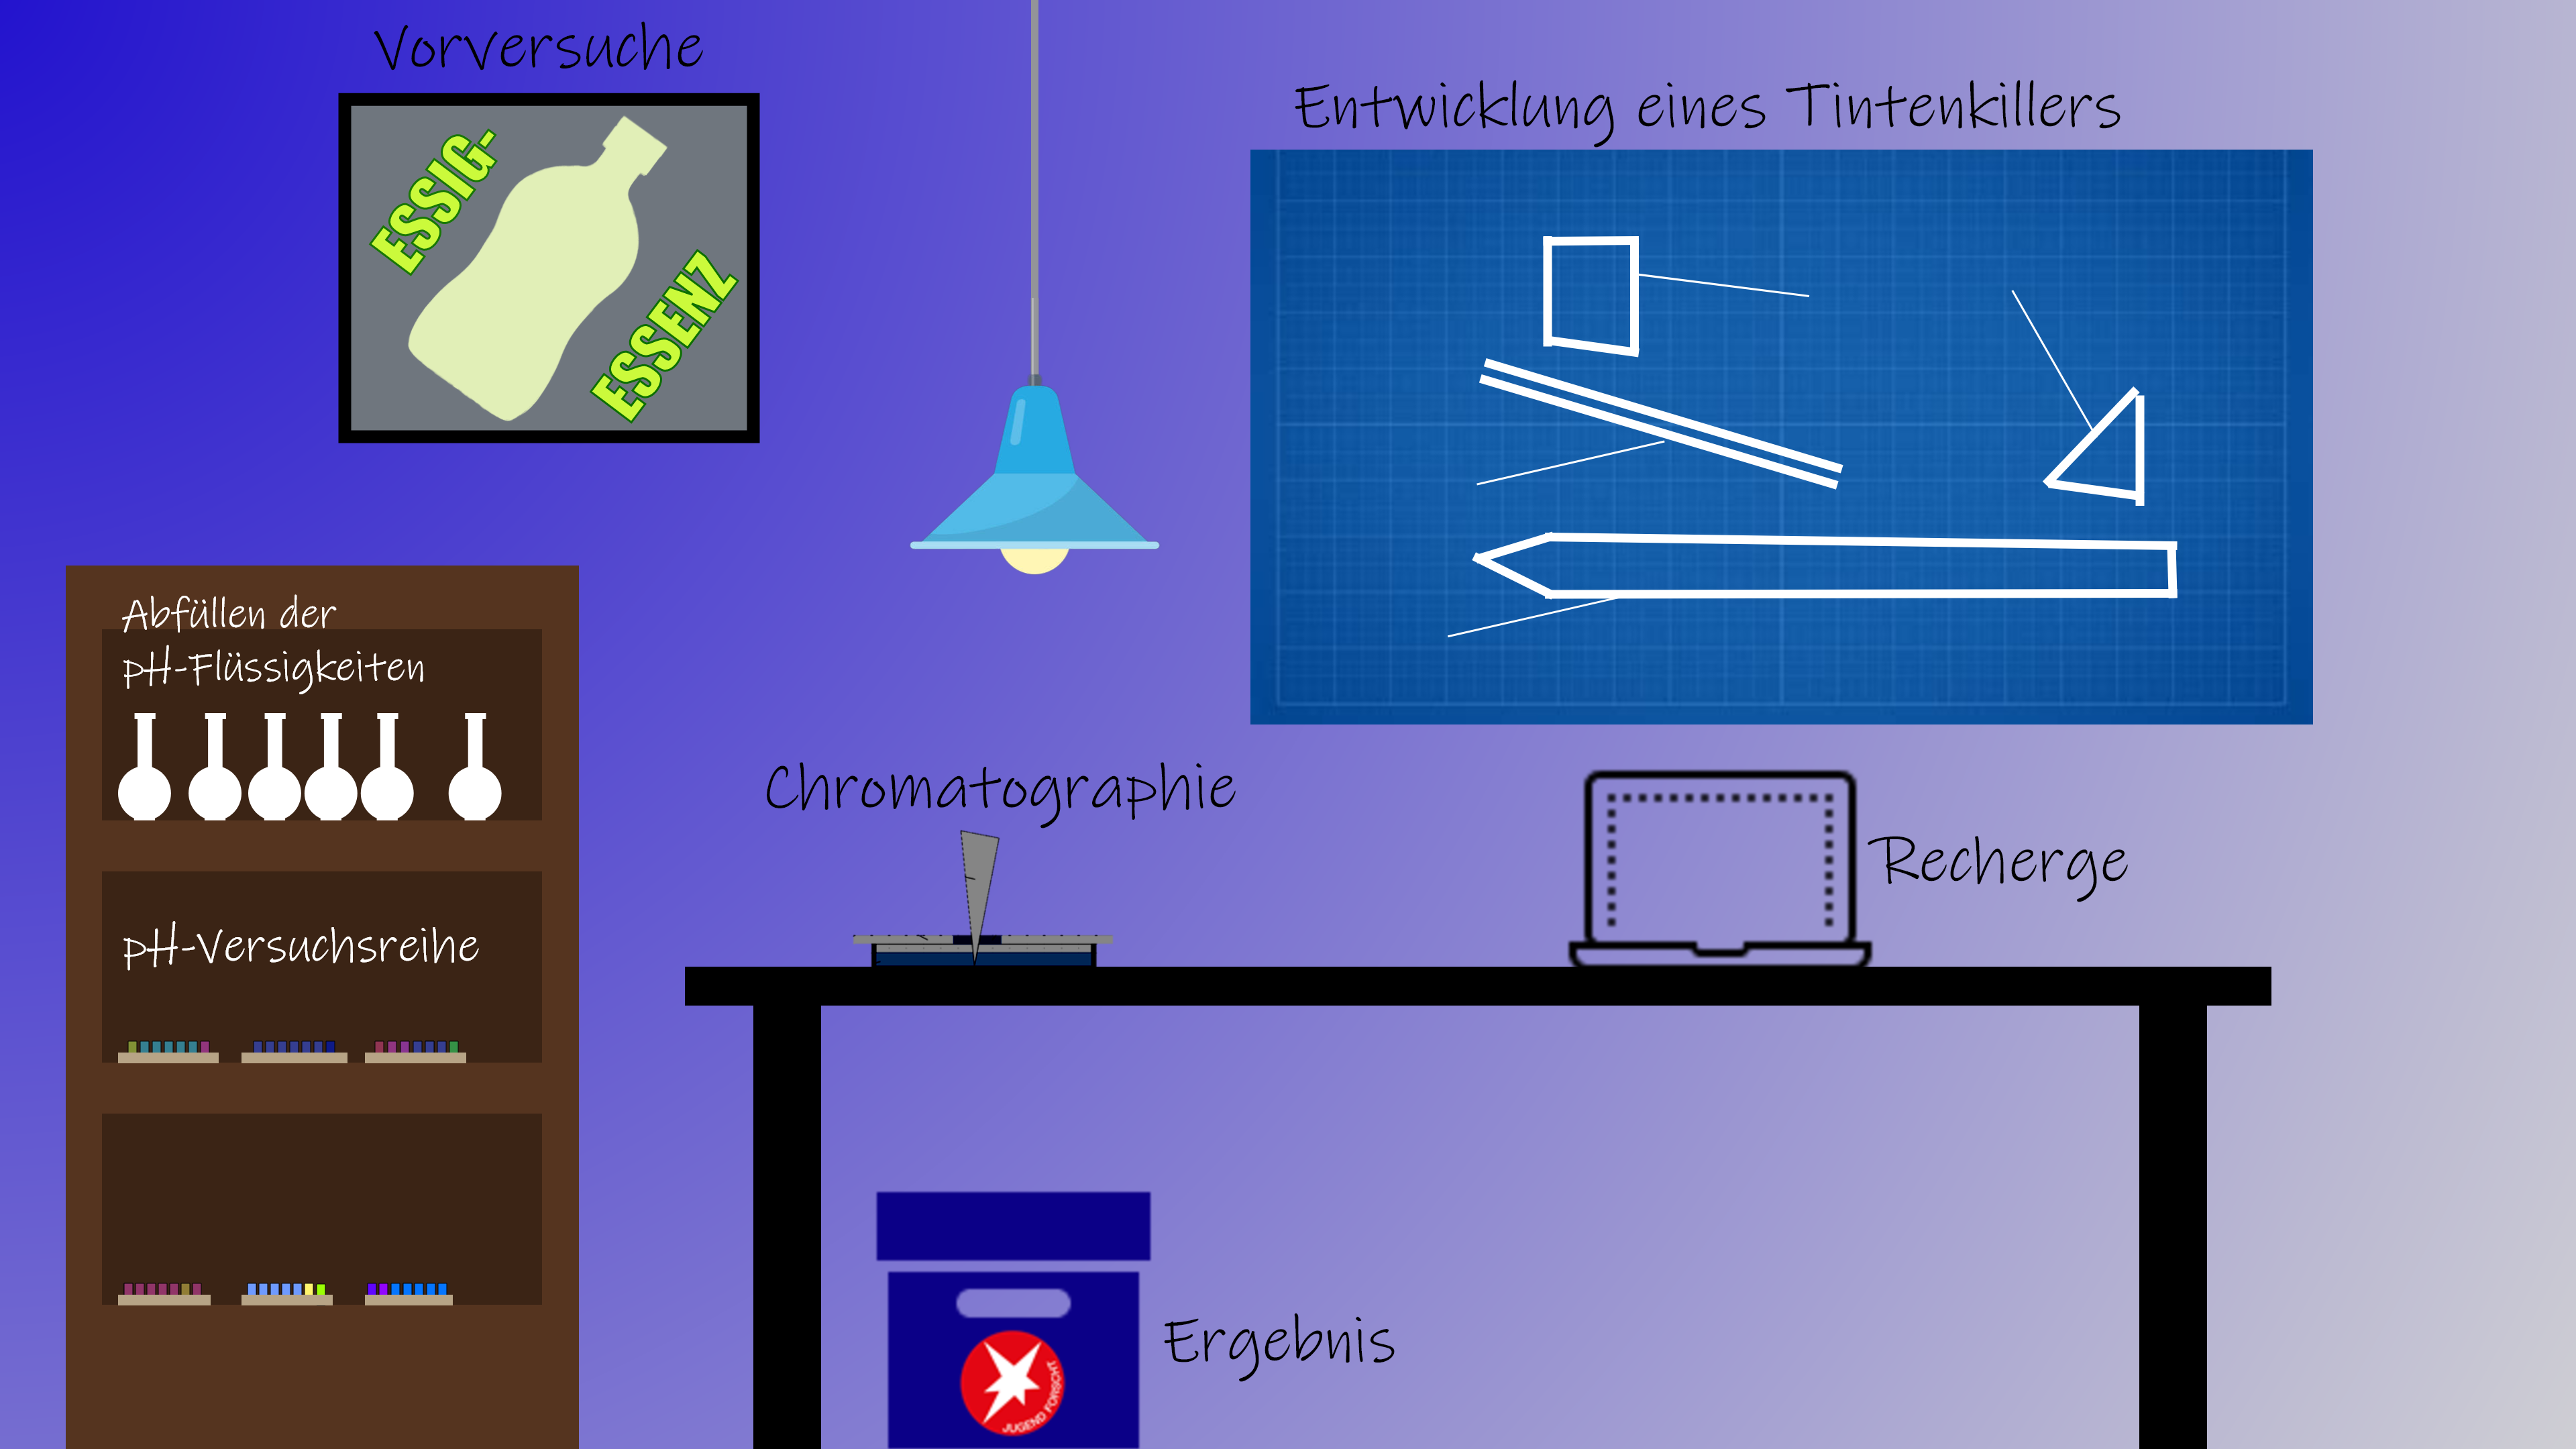 Vorversuche
ESSIG-
ESSENZ
Entwicklung eines Tintenkillers
Abfüllen der
pH-Flüssigkeiten
pH-Versuchsreihe
Chromatographie
Recherge
Ergebnis
JUGEND FORSCHT